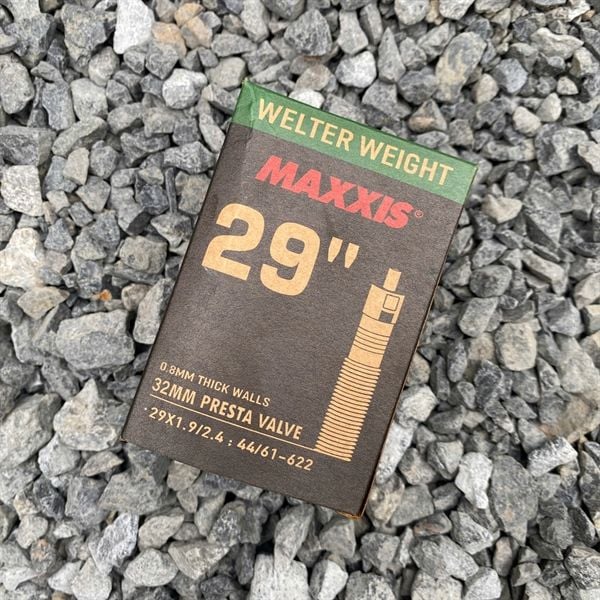 WELTER WEIGHT
MAXXIS®
29"
0.8MM THICK WALLS
32MM PRESTA VALVE
·29X1.9/2.4 : 44/61-622